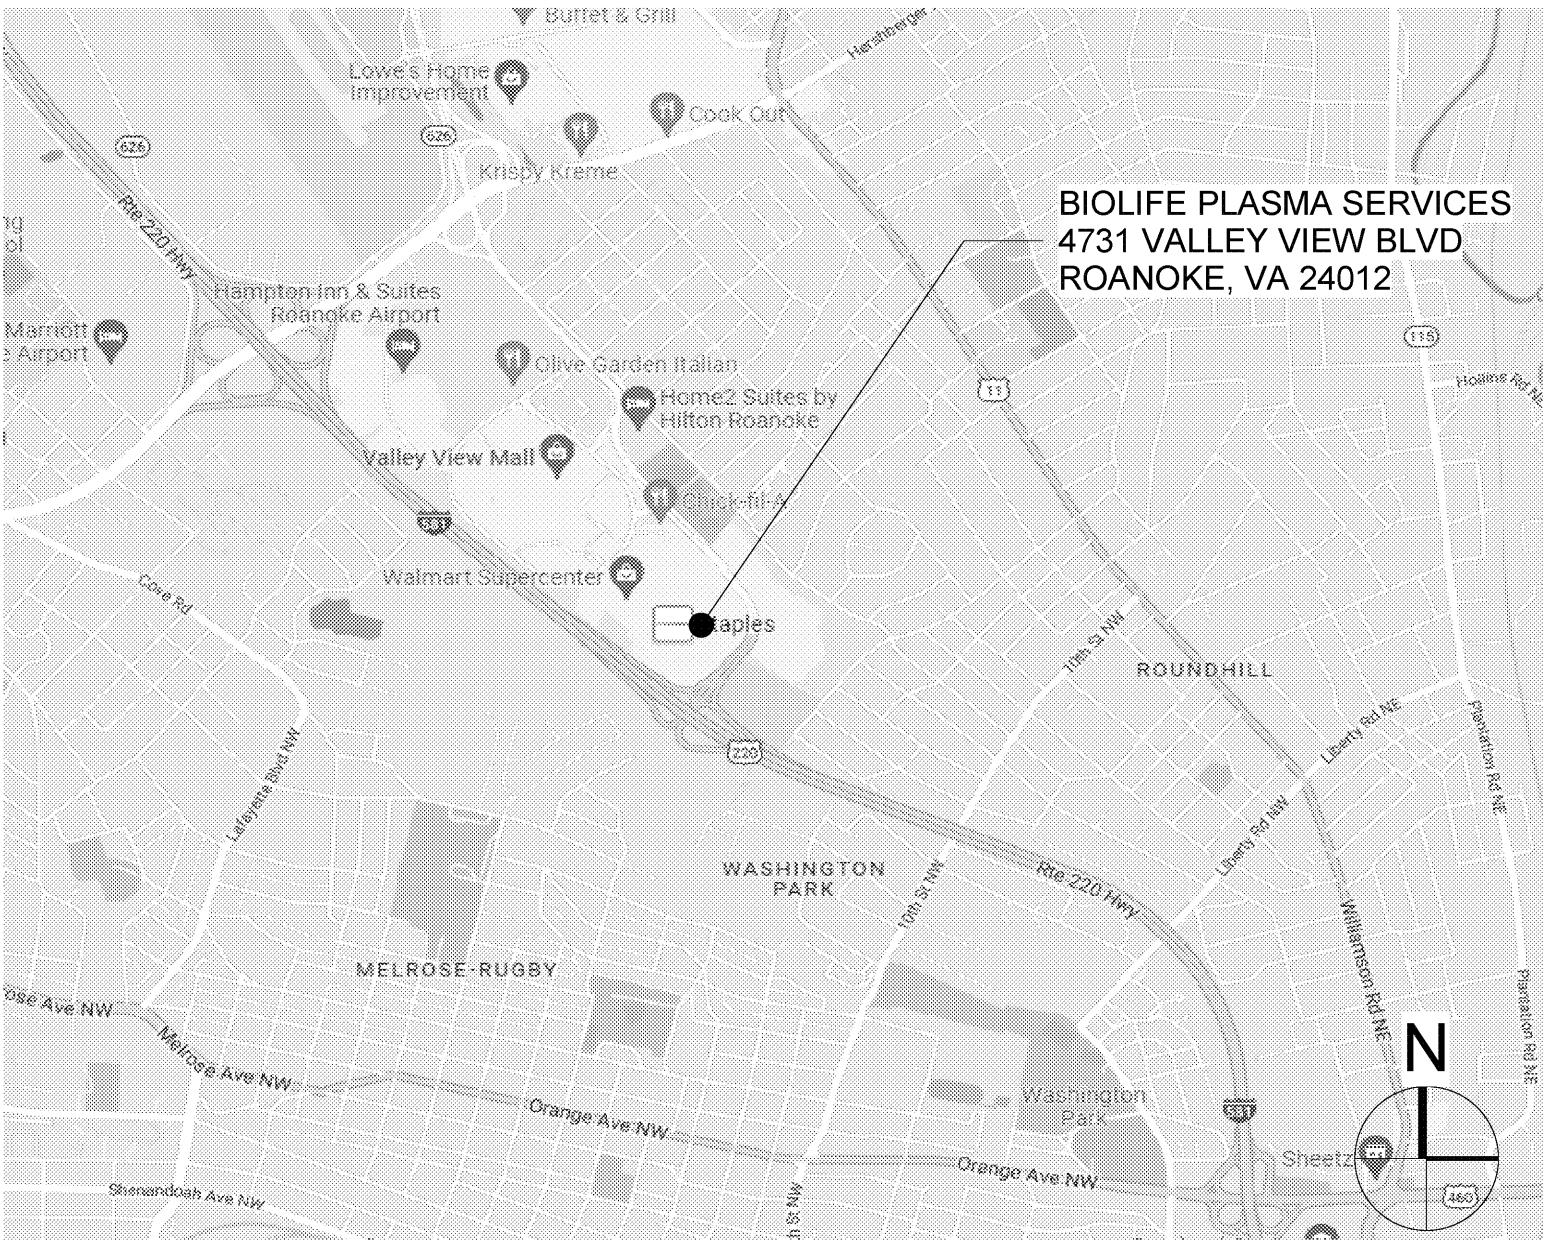 Buffet & Grill
Hershberger
Lowe's Home
Improvement
Cook Out
626
626
Krispy Kreme
BIOLIFE PLASMA SERVICES
4731 VALLEY VIEW BLVD
ROANOKE, VA 24012
Rte 220 Hwy
Hampton Inn & Suites
Roanoke Airport
Marriott
Airport
115
Olive Garden Italian
Hollins Rd NE
11
Home2 Suites by
Hilton Roanoke
Valley View Mall
Chick-fil-A
581
Walmart Supercenter
Cove Rd
taples
10th St NW
ROUNDHILL
Liberty Rd NE
Plantation Rd NE
220
Lafayette Blvd NW
Liberty Rd NW
WASHINGTON
PARK
10th St NW
Rte 220 Hwy
Williamson Rd NE
MELROSE-RUGBY
Ave NW
Plantation Rd NE
N
Melrose Ave NW
Orange Ave NW
Washington
Park
581
Sheetz
Orange Ave NW
460
Shenandoah Ave NW
St NW